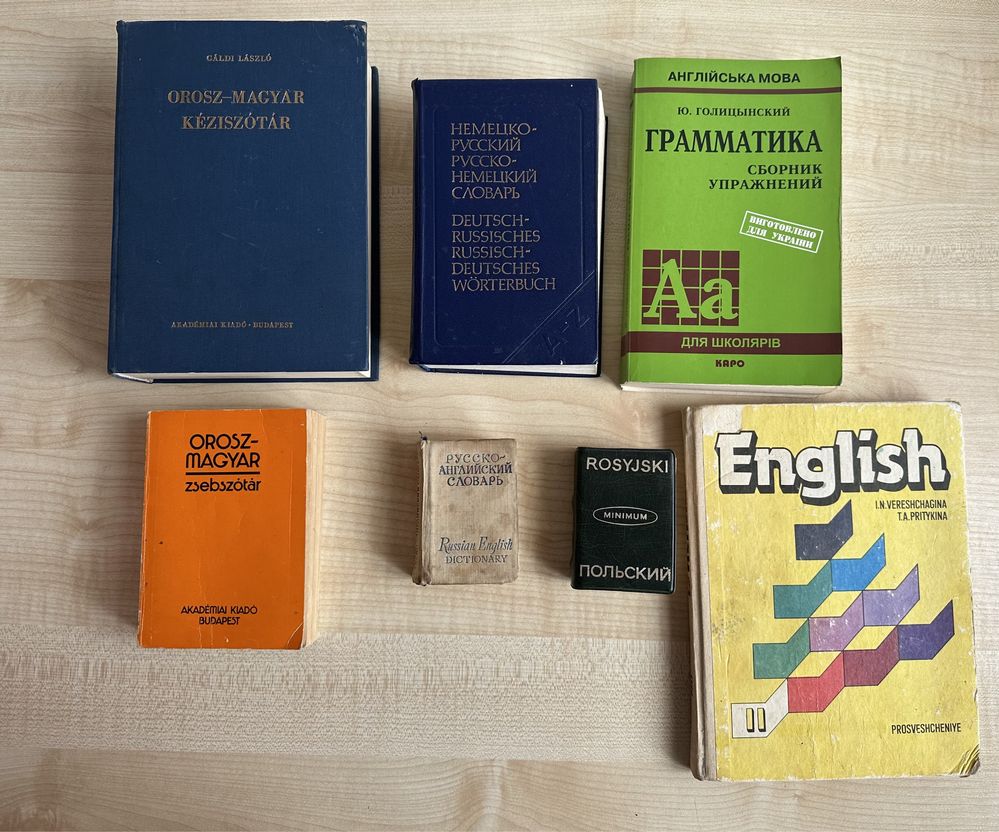 GÁLDI LÁSZLÓ
OROSZ–MAGYAR
KÉZISZÓTÁR
AKADÉMIAI KIADÓ · BUDAPEST
НЕМЕЦКО-
РУССКИЙ
РУССКО-
НЕМЕЦКИЙ
СЛОВАРЬ
DEUTSCH-
RUSSISCHES
RUSSISCH-
DEUTSCHES
WÖRTERBUCH
A-Z
АНГЛІЙСЬКА МОВА
Ю. ГОЛИЦЫНСКИЙ
ГРАММАТИКА
СБОРНИК
УПРАЖНЕНИЙ
ВИГОТОВЛЕНО
ДЛЯ УКРАЇНИ
Aa
ДЛЯ ШКОЛЯРІВ
КАРО
OROSZ-
MAGYAR
zsebszótár
AKADÉMIAI KIADÓ
BUDAPEST
РУССКО-
АНГЛИЙСКИЙ
СЛОВАРЬ
Russian English
DICTIONARY
ROSYJSKI
MINIMUM
ПОЛЬСКИЙ
English
I.N. VERESHCHAGINA
T.A. PRITYKINA
II
PROSVESHCHENIYE